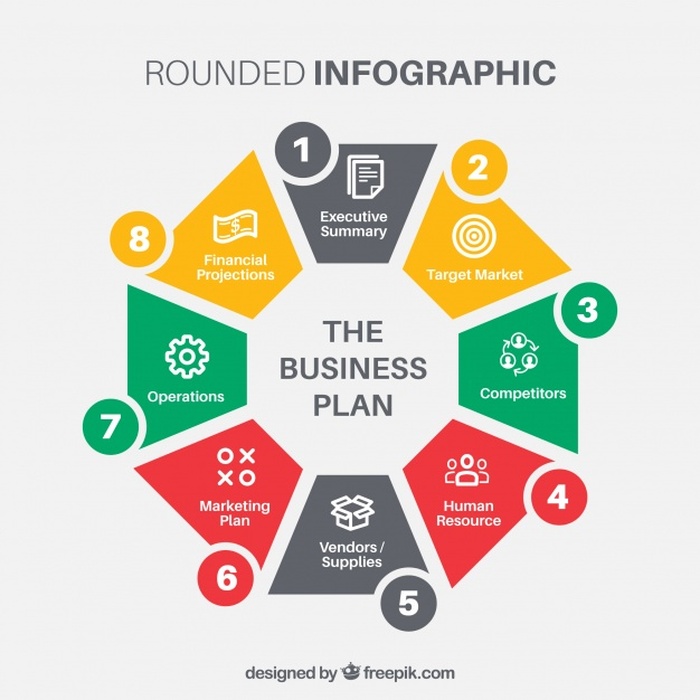 ROUNDED INFOGRAPHIC
1
Executive
Summary
2
Target Market
3
Competitors
4
Human
Resource
5
Vendors /
Supplies
6
Marketing
Plan
7
Operations
8
$
Financial
Projections
THE
BUSINESS
PLAN
designed by freepik.com